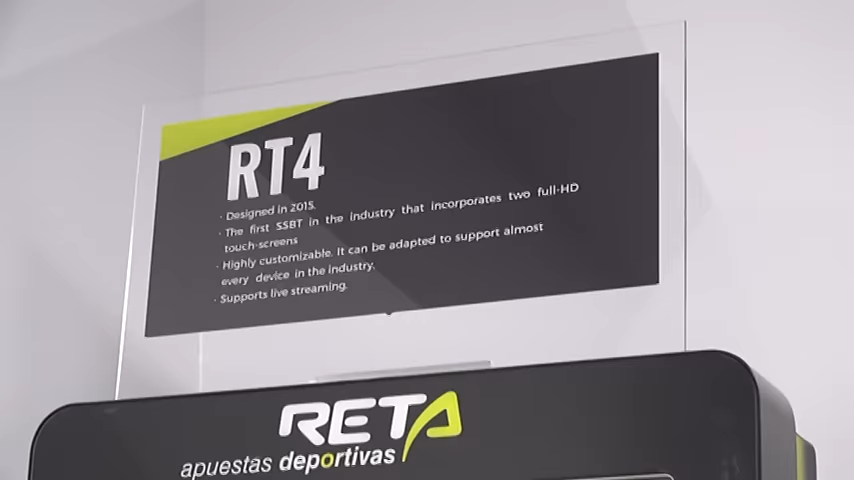 RT4
· Designed in 2015.
· The first SSBT in the industry that incorporates two full-HD
touch-screens
· Highly customizable. It can be adapted to support almost
every device in the industry.
· Supports live streaming.
RETA
apuestas deportivas